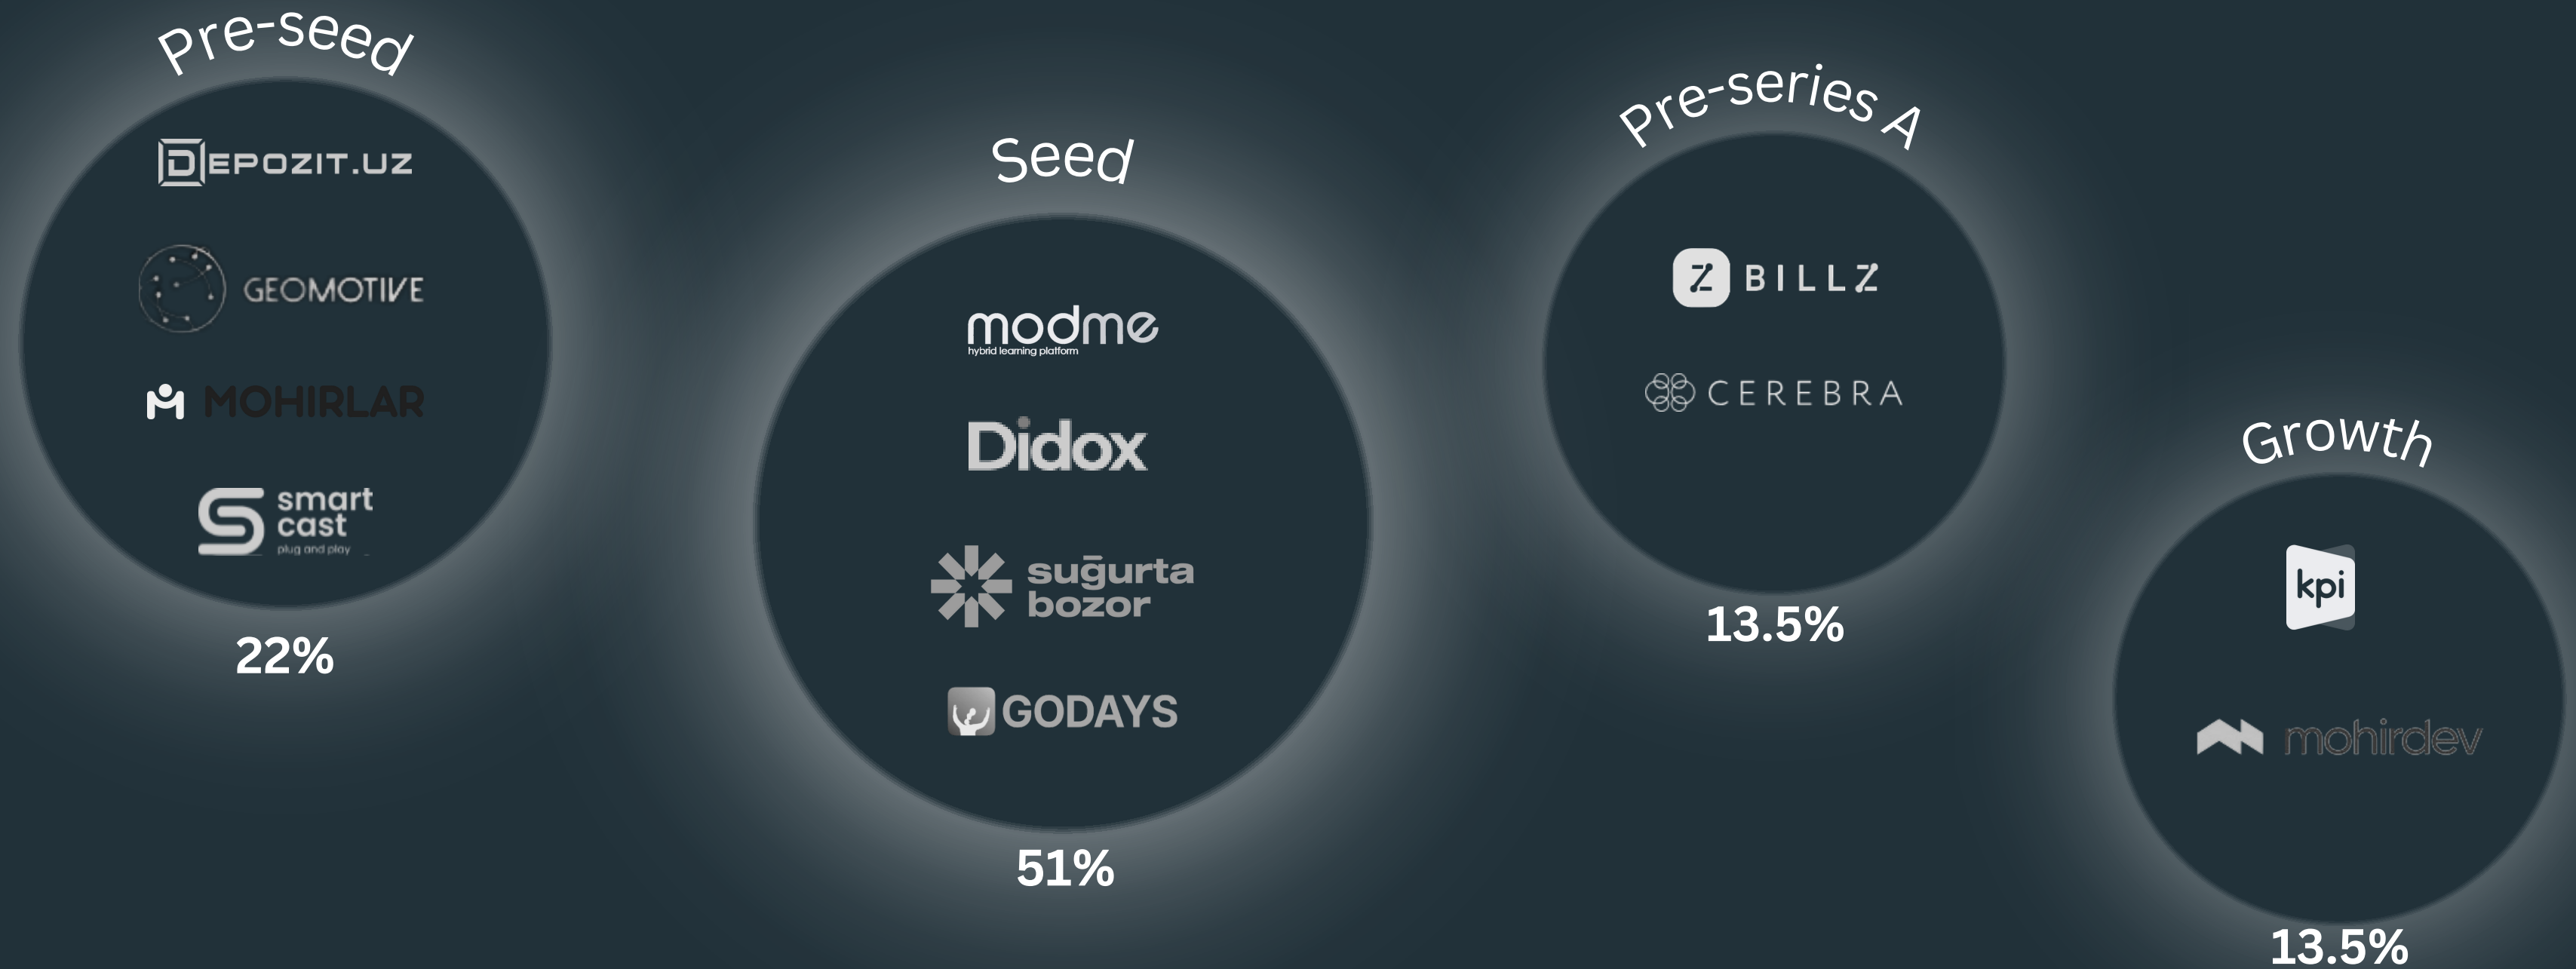 Pre-seed
DEPOZIT.UZ
GEOMOTIVE
MOHIRLAR
smart
cast
plug and play
22%
Seed
modme
hybrid learning platform
Didox
suḡurta
bozor
GODAYS
51%
Pre-series A
Z BILLZ
CEREBRA
13.5%
Growth
kpi
mohirdev
13.5%